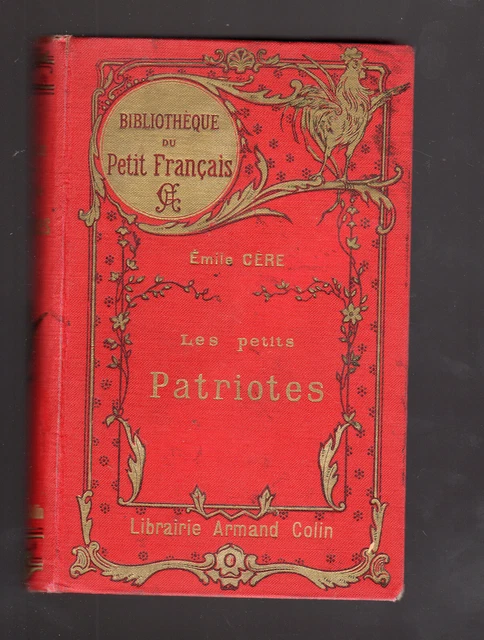 BIBLIOTHÈQUE
DU
Petit Français
Émile CÈRE
Les petits
Patriotes
Librairie Armand Colin